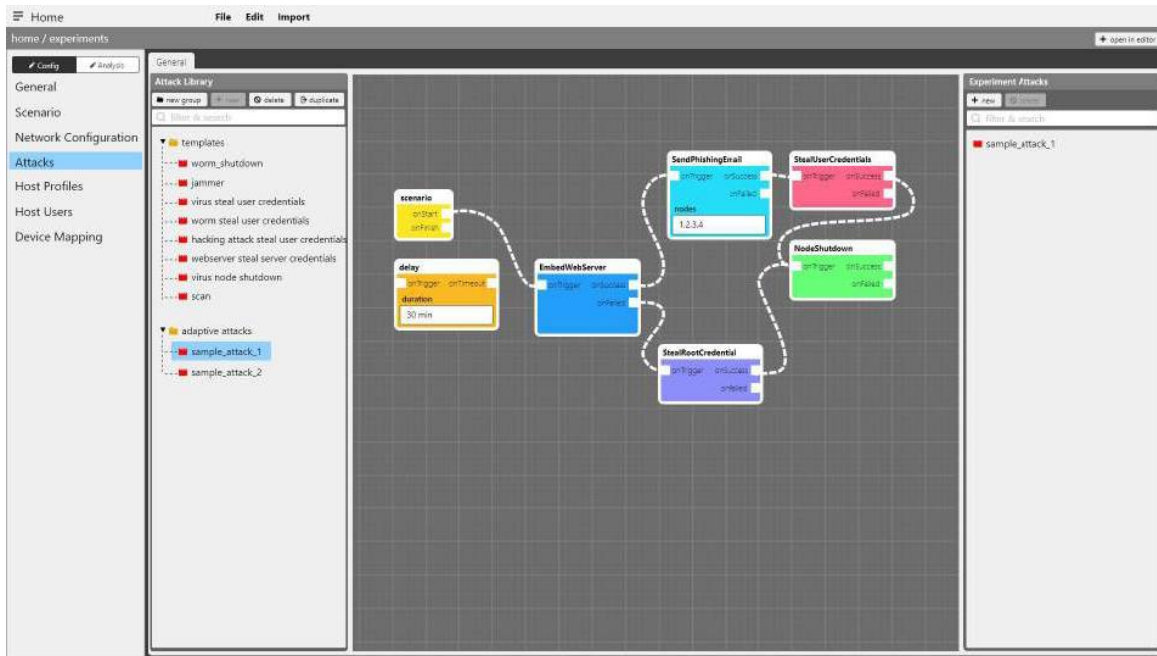 Home
File Edit Import
home / experiments
+ open in editor
Config Analysis
General
Scenario
Network Configuration
Attacks
Host Profiles
Host Users
Device Mapping
General
Attack Library
new group + new delete duplicate
filter & search
templates
worm_shutdown
jammer
virus steal user credentials
worm steal user credentials
hacking attack steal user credentials
webserver steal server credentials
virus node shutdown
scan
adaptive attacks
sample_attack_1
sample_attack_2
scenario
onStart
onFinish
delay
onTrigger onTimeout
duration
30 min
EmbedWebServer
onTrigger onSuccess
onFailed
SendPhishingEmail
onTrigger onSuccess
onFailed
nodes
1.2.3.4
StealUserCredentials
onTrigger onSuccess
onFailed
NodeShutdown
onTrigger onSuccess
onFailed
StealRootCredential
onTrigger onSuccess
onFailed
Experiment Attacks
+ new delete
filter & search
sample_attack_1